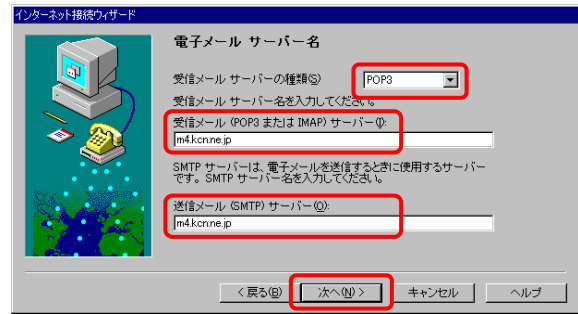 インターネット接続ウィザード
電子メール サーバー名
受信メール サーバーの種類(S)
POP3
受信メール サーバー名を入力してください。
受信メール (POP3 または IMAP) サーバー(I):
m4.kcn.ne.jp
SMTP サーバーは、電子メールを送信するときに使用するサーバー
です。SMTP サーバー名を入力してください。
送信メール (SMTP) サーバー(O):
m4.kcn.ne.jp
< 戻る(B)
次へ(N) >
キャンセル
ヘルプ